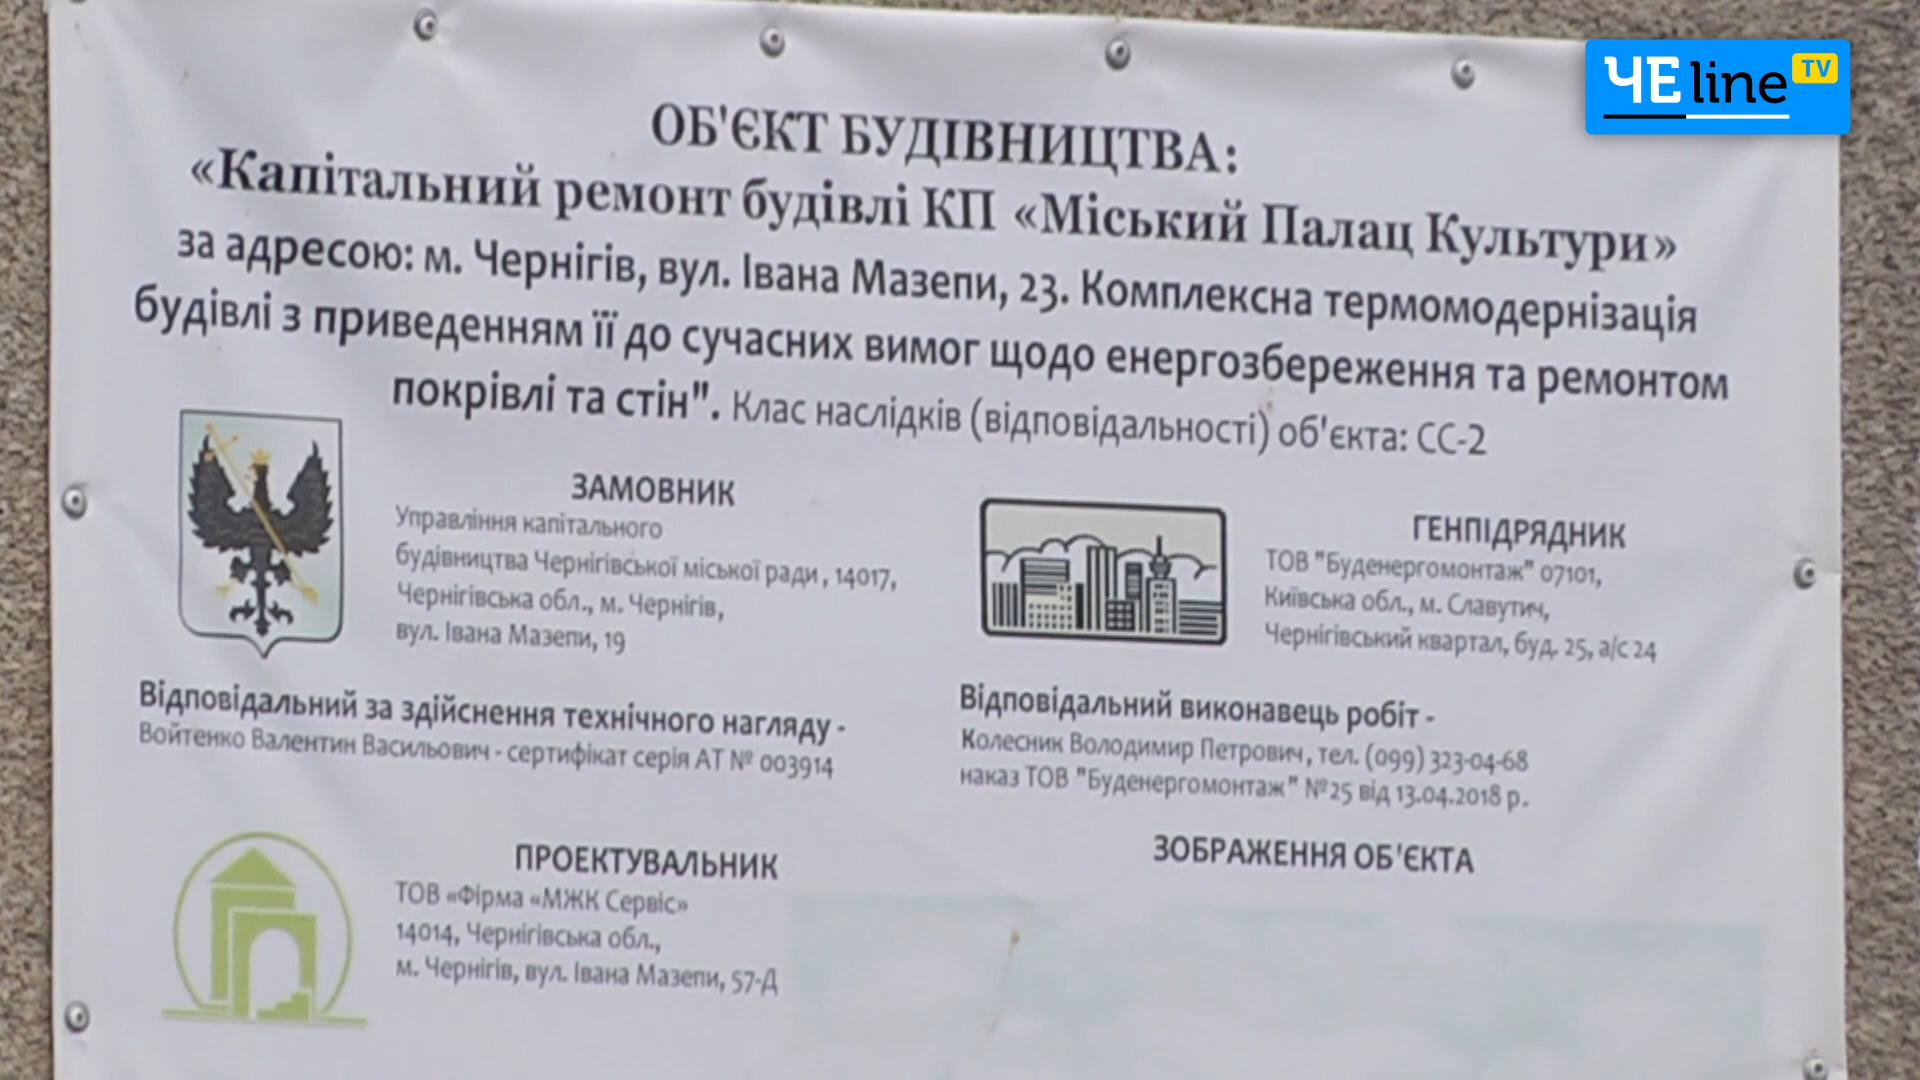 ЧЕline TV
ОБ'ЄКТ БУДІВНИЦТВА:
«Капітальний ремонт будівлі КП «Міський Палац Культури»
за адресою: м. Чернігів, вул. Івана Мазепи, 23. Комплексна термомодернізація
будівлі з приведенням її до сучасних вимог щодо енергозбереження та ремонтом
покрівлі та стін". Клас наслідків (відповідальності) об'єкта: СС-2
ЗАМОВНИК
Управління капітального
будівництва Чернігівської міської ради, 14017,
Чернігівська обл., м. Чернігів,
вул. Івана Мазепи, 19
ГЕНПІДРЯДНИК
ТОВ "Буденергомонтаж" 07101,
Київська обл., м. Славутич,
Чернігівський квартал, буд. 25, а/с 24
Відповідальний за здійснення технічного нагляду -
Войтенко Валентин Васильович - сертифікат серія АТ № 003914
Відповідальний виконавець робіт -
Колесник Володимир Петрович, тел. (099) 323-04-68
наказ ТОВ "Буденергомонтаж" №25 від 13.04.2018 р.
ПРОЕКТУВАЛЬНИК
ТОВ «Фірма «МЖК Сервіс»
14014, Чернігівська обл.,
м. Чернігів, вул. Івана Мазепи, 57-Д
ЗОБРАЖЕННЯ ОБ'ЄКТА